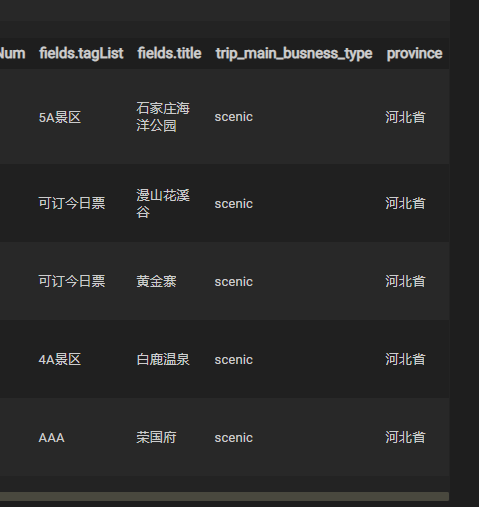 Num fields.tagList fields.title trip_main_busness_type province
5A景区 石家庄海洋公园 scenic 河北省
可订今日票 漫山花溪谷 scenic 河北省
可订今日票 黄金寨 scenic 河北省
4A景区 白鹿温泉 scenic 河北省
AAA 荣国府 scenic 河北省